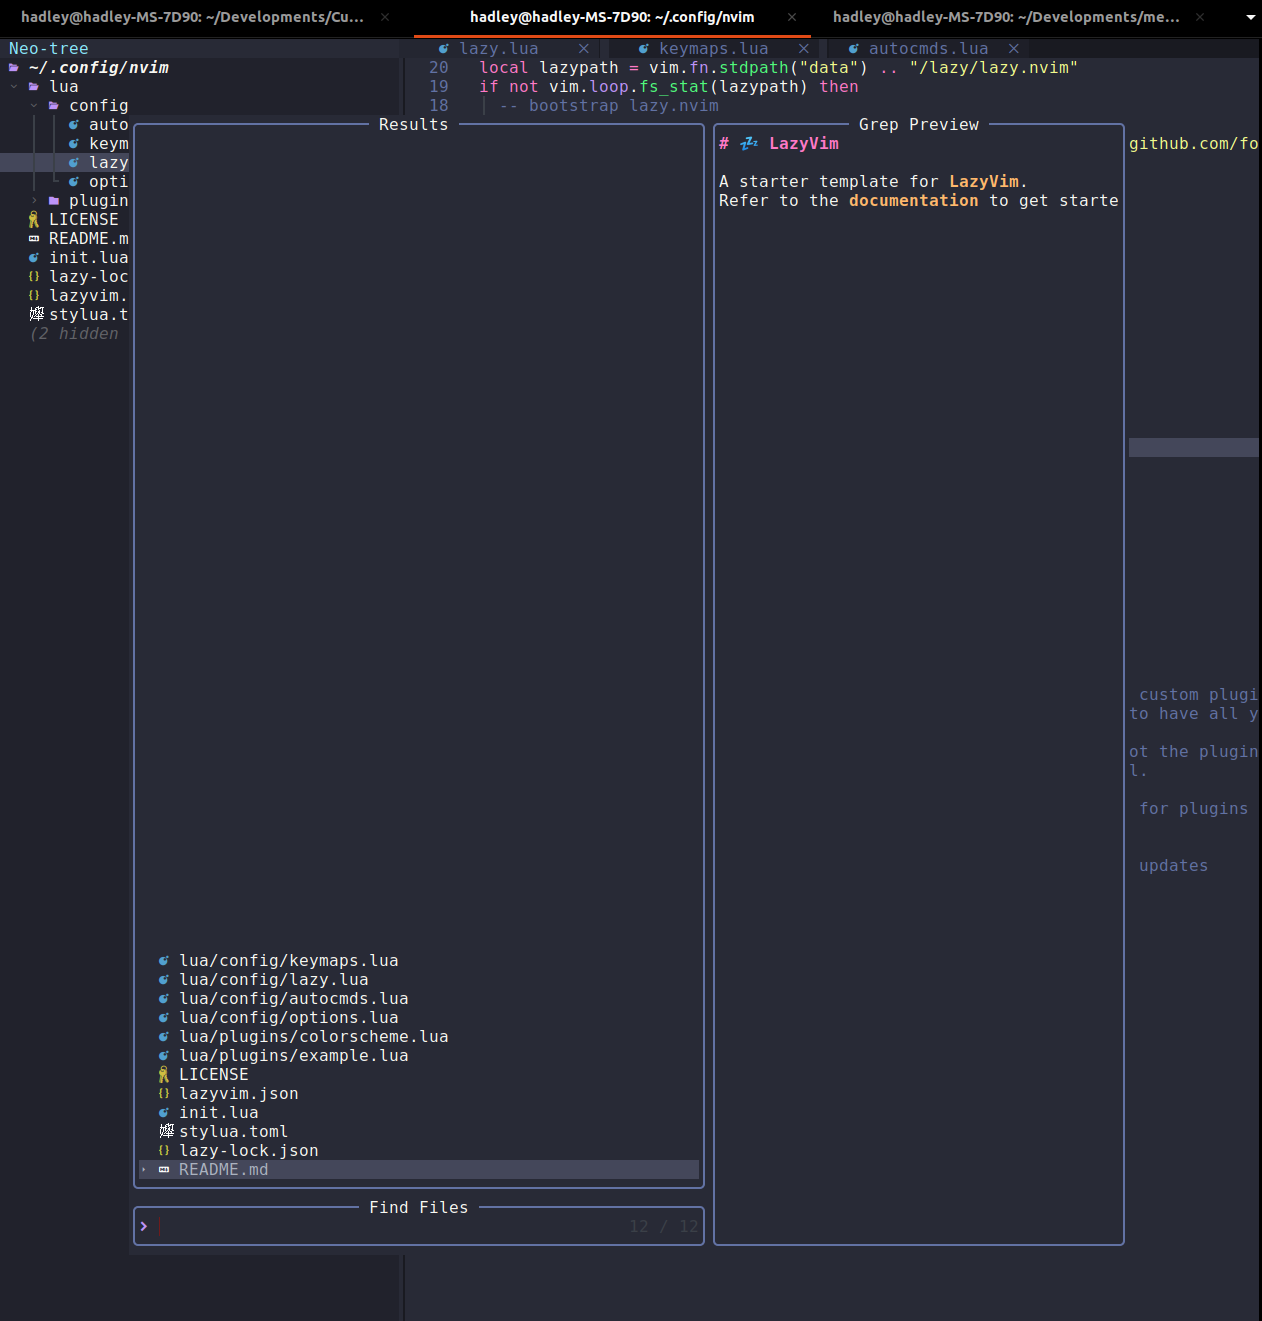 hadley@hadley-MS-7D90: ~/Developments/Cu...
hadley@hadley-MS-7D90: ~/.config/nvim
hadley@hadley-MS-7D90: ~/Developments/me...
Neo-tree
~/.config/nvim
lua
config
auto
keym
lazy
opti
plugin
LICENSE
README.m
init.lua
lazy-loc
lazyvim.
stylua.t
(2 hidden
lazy.lua
keymaps.lua
autocmds.lua
20 local lazypath = vim.fn.stdpath("data") .. "/lazy/lazy.nvim"
19 if not vim.loop.fs_stat(lazypath) then
18 -- bootstrap lazy.nvim
Results
lua/config/keymaps.lua
lua/config/lazy.lua
lua/config/autocmds.lua
lua/config/options.lua
lua/plugins/colorscheme.lua
lua/plugins/example.lua
LICENSE
lazyvim.json
init.lua
stylua.toml
lazy-lock.json
README.md
Find Files
> 12 / 12
Grep Preview
# 💤 LazyVim
A starter template for LazyVim.
Refer to the documentation to get starte
github.com/fo
custom plugi
to have all y
ot the plugin
l.
for plugins
updates